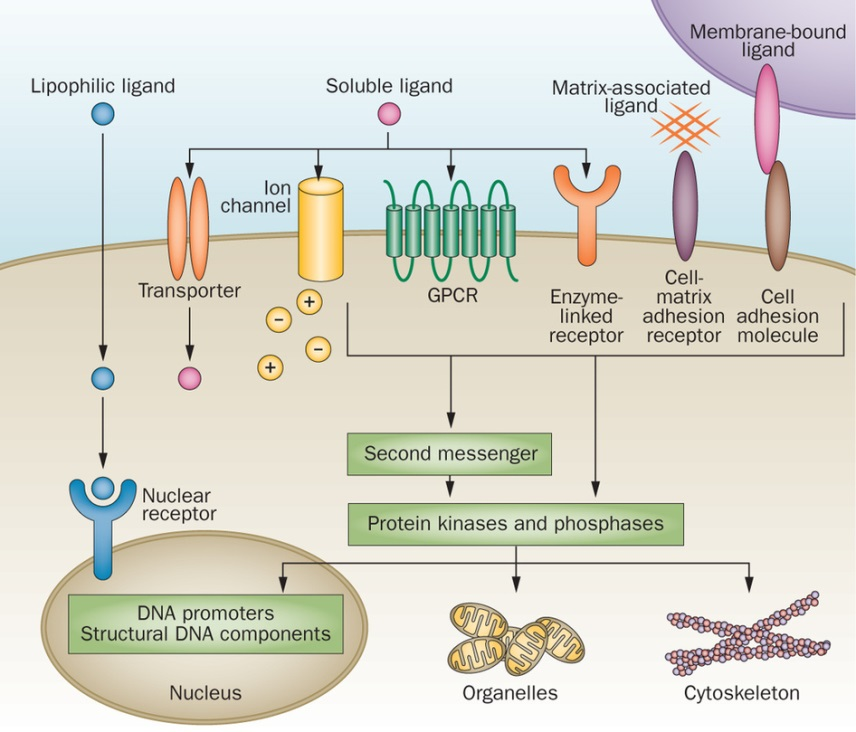 Membrane-bound
ligand
Lipophilic ligand
Soluble ligand
Matrix-associated
ligand
Ion
channel
Transporter
GPCR
Enzyme-
linked
receptor
Cell-
matrix
adhesion
receptor
Cell
adhesion
molecule
+
−
−
+
Second messenger
Nuclear
receptor
Protein kinases and phosphases
DNA promoters
Structural DNA components
Nucleus
Organelles
Cytoskeleton